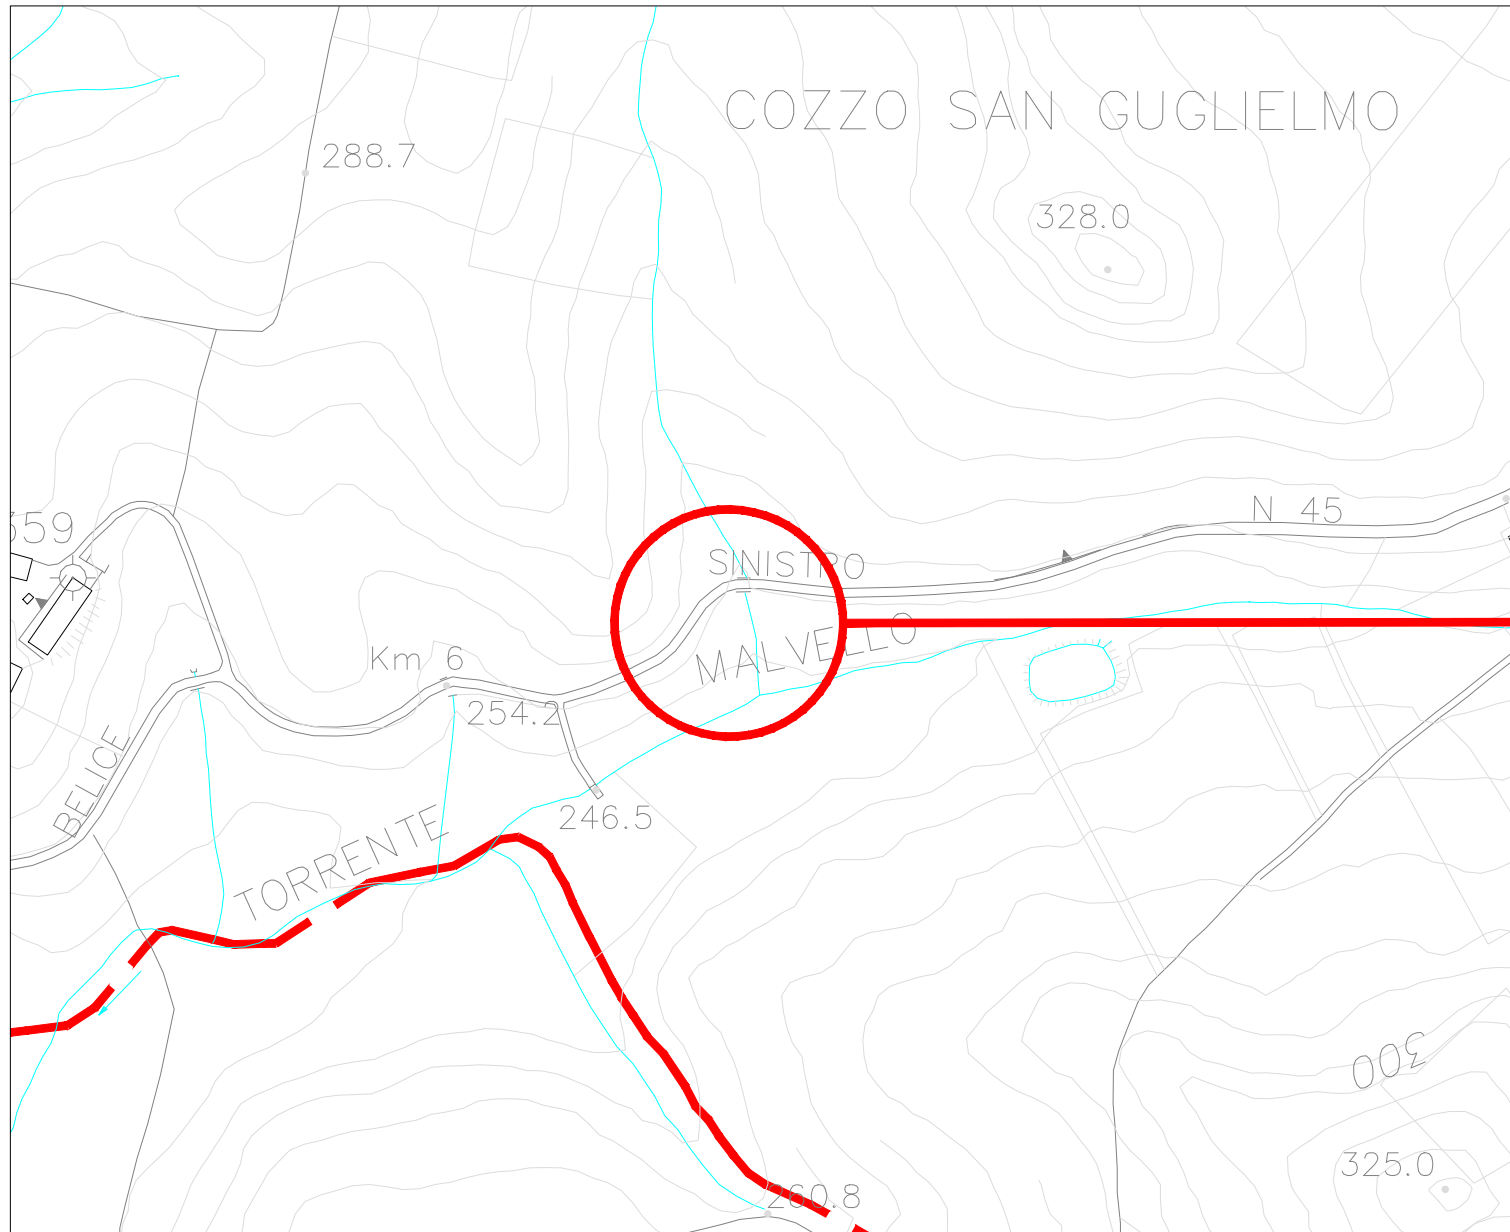 COZZO SAN GUGLIELMO
288.7
328.0
N 45
359
SINISTRO
MALVELLO
Km 6
254.2
BELICE
246.5
TORRENTE
300
325.0
260.8